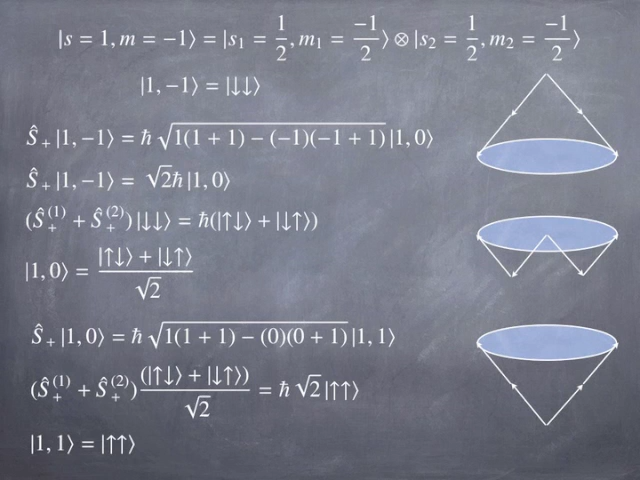 |s = 1, m = −1⟩ = |s₁ = 1/2, m₁ = −1/2⟩ ⊗ |s₂ = 1/2, m₂ = −1/2⟩
|1, −1⟩ = |↓↓⟩
Ŝ₊ |1, −1⟩ = ħ √(1(1 + 1) − (−1)(−1 + 1)) |1, 0⟩
Ŝ₊ |1, −1⟩ = √2ħ |1, 0⟩
(Ŝ₊⁽¹⁾ + Ŝ₊⁽²⁾) |↓↓⟩ = ħ(|↑↓⟩ + |↓↑⟩)
|1, 0⟩ = (|↑↓⟩ + |↓↑⟩)/√2
Ŝ₊ |1, 0⟩ = ħ √(1(1 + 1) − (0)(0 + 1)) |1, 1⟩
(Ŝ₊⁽¹⁾ + Ŝ₊⁽²⁾) (|↑↓⟩ + |↓↑⟩)/√2 = ħ √2 |↑↑⟩
|1, 1⟩ = |↑↑⟩